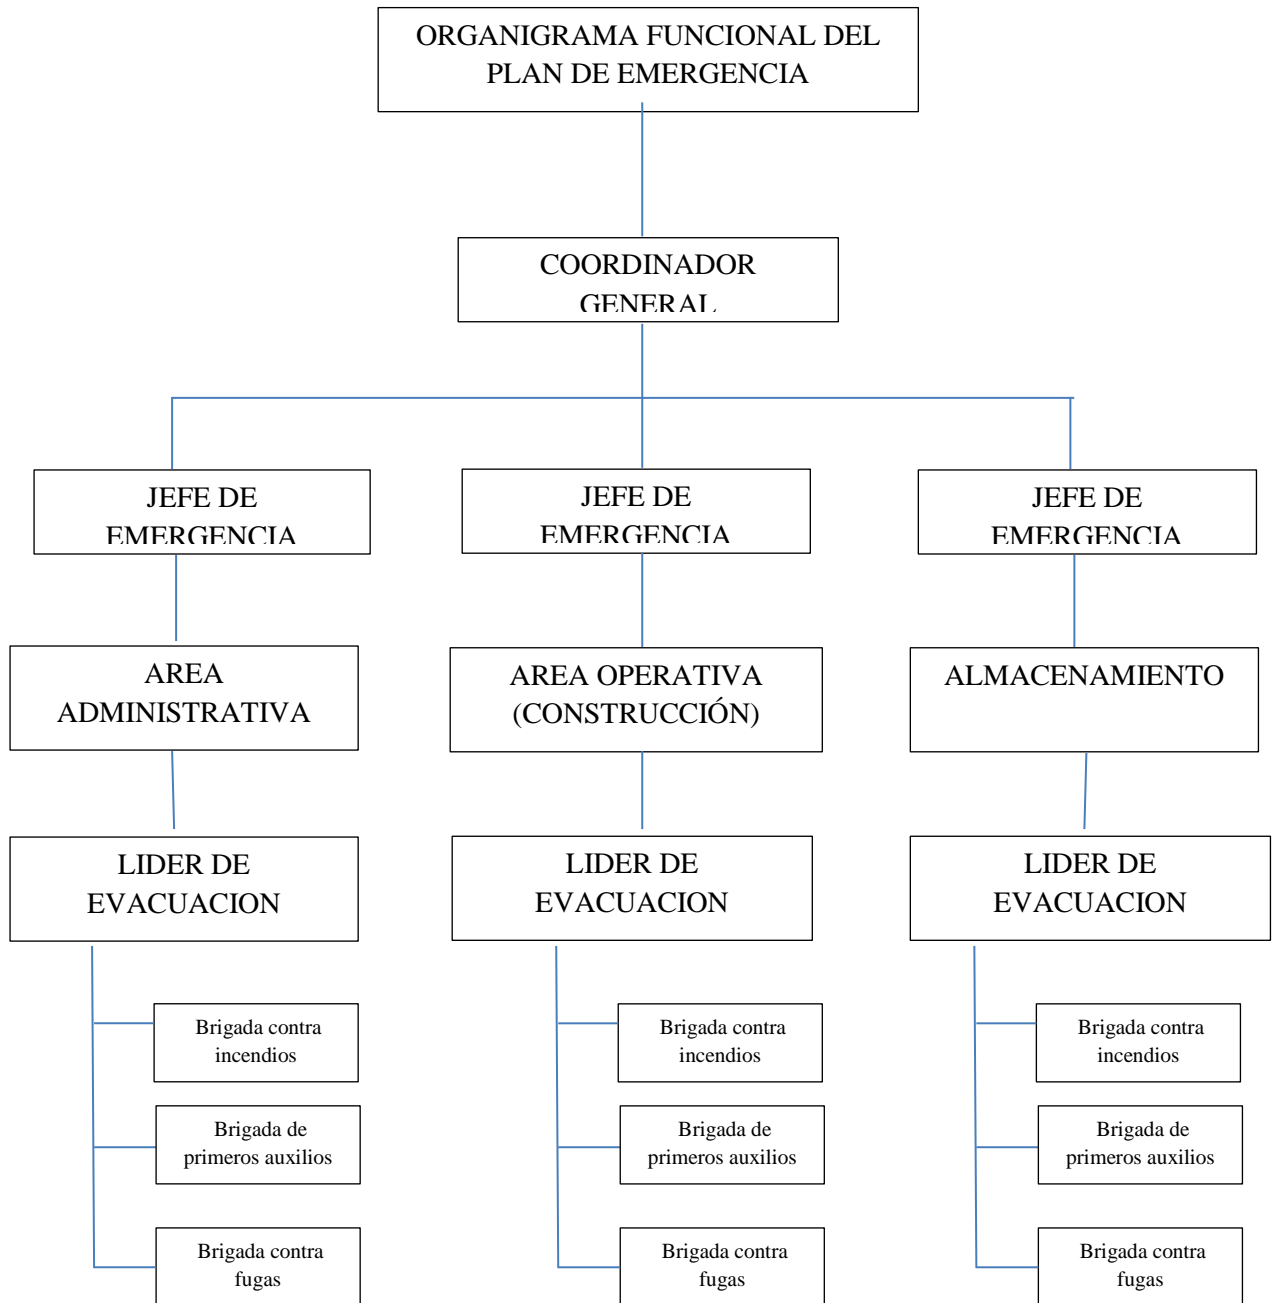 ORGANIGRAMA FUNCIONAL DEL
PLAN DE EMERGENCIA
COORDINADOR
GENERAL
JEFE DE
EMERGENCIA
JEFE DE
EMERGENCIA
JEFE DE
EMERGENCIA
AREA
ADMINISTRATIVA
AREA OPERATIVA
(CONSTRUCCIÓN)
ALMACENAMIENTO
LIDER DE
EVACUACION
LIDER DE
EVACUACION
LIDER DE
EVACUACION
Brigada contra
incendios
Brigada contra
incendios
Brigada contra
incendios
Brigada de
primeros auxilios
Brigada de
primeros auxilios
Brigada de
primeros auxilios
Brigada contra
fugas
Brigada contra
fugas
Brigada contra
fugas